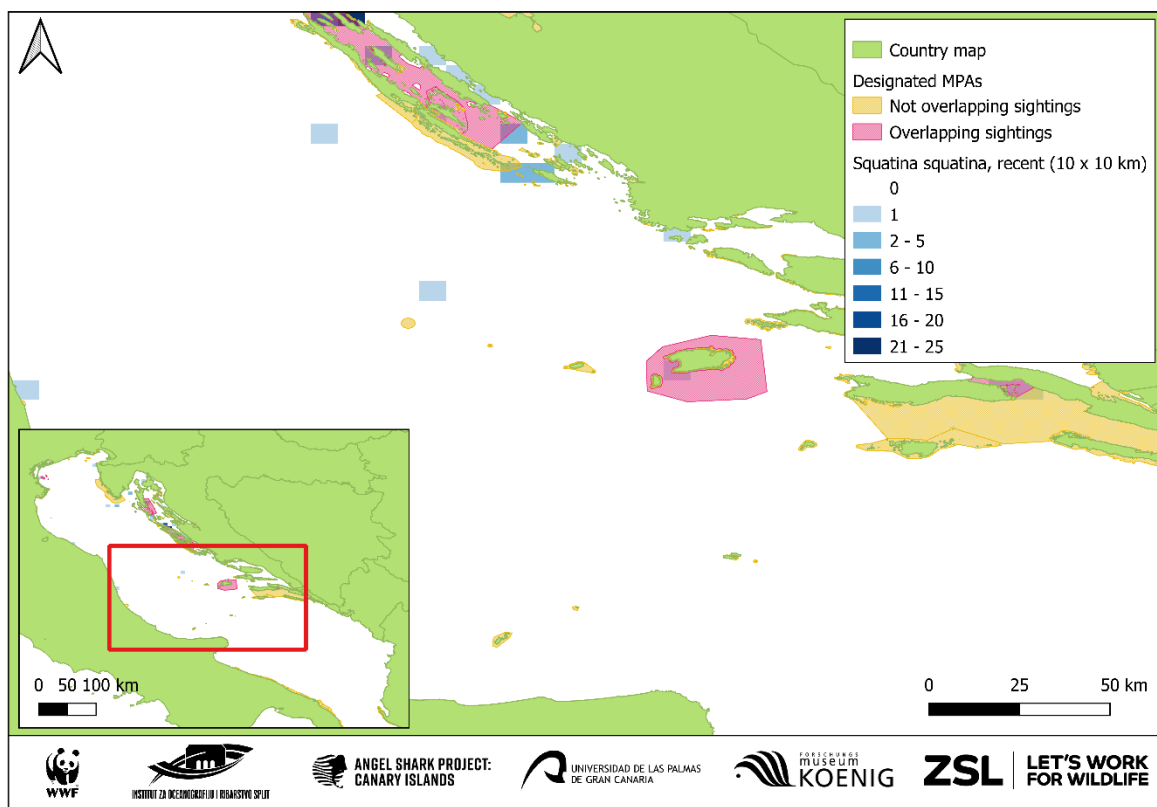 Country map
Designated MPAs
Not overlapping sightings
Overlapping sightings
Squatina squatina, recent (10 x 10 km)
0
1
2 - 5
6 - 10
11 - 15
16 - 20
21 - 25
0 50 100 km
0 25 50 km
WWF
INSTITUT ZA OCEANOGRAFIJU I RIBARSTVO SPLIT
ANGEL SHARK PROJECT:
CANARY ISLANDS
UNIVERSIDAD DE LAS PALMAS
DE GRAN CANARIA
FORSCHUNGS
museum
KOENIG
ZSL
LET'S WORK
FOR WILDLIFE